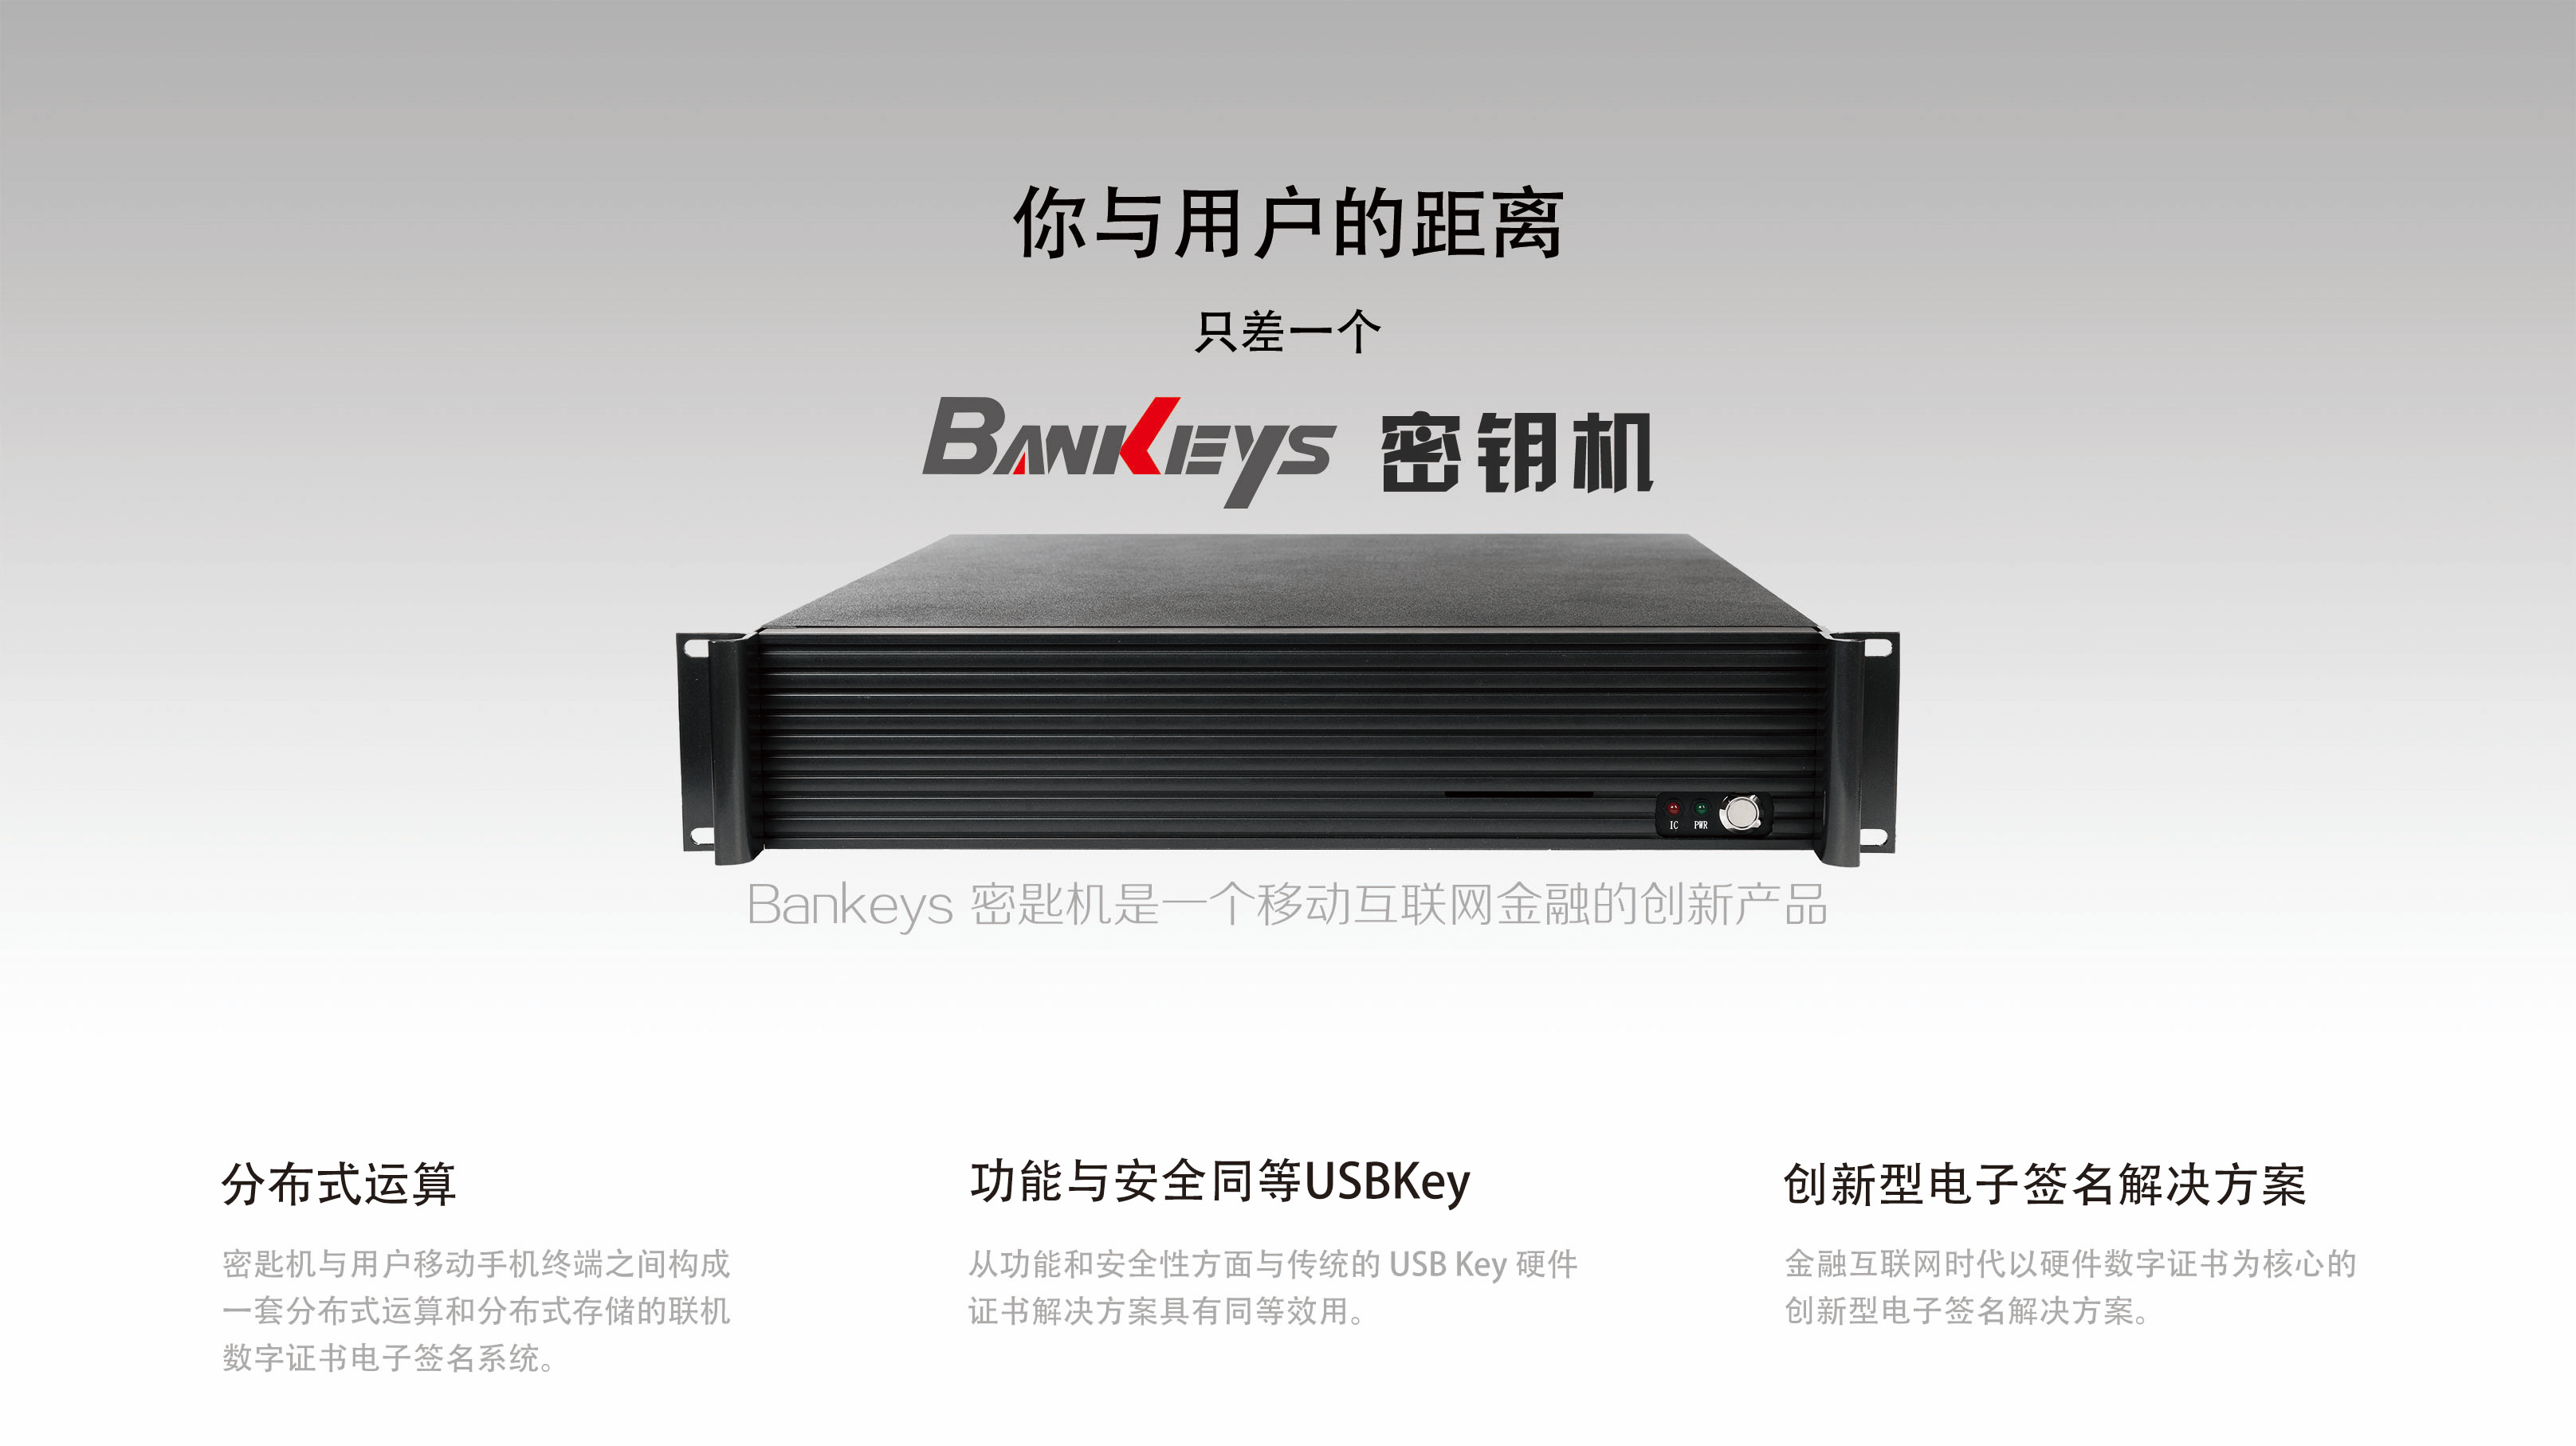 你与用户的距离
只差一个
BANKEYS 密钥机
IC PWR
Bankeys 密匙机是一个移动互联网金融的创新产品
分布式运算
密匙机与用户移动手机终端之间构成
一套分布式运算和分布式存储的联机
数字证书电子签名系统。
功能与安全同等USBKey
从功能和安全性方面与传统的 USB Key 硬件
证书解决方案具有同等效用。
创新型电子签名解决方案
金融互联网时代以硬件数字证书为核心的
创新型电子签名解决方案。